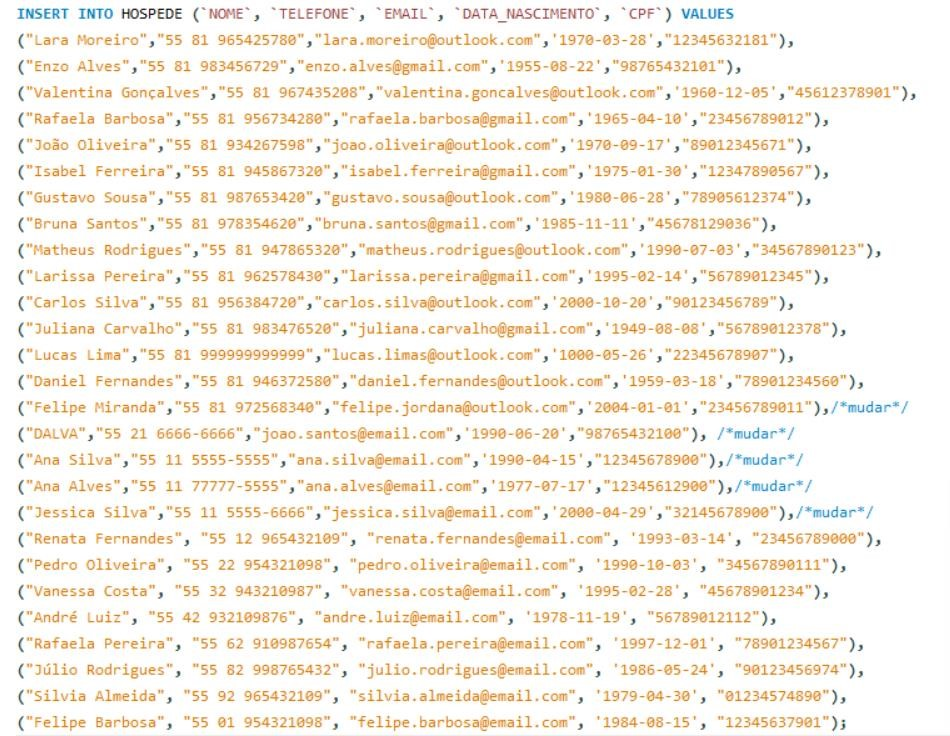 INSERT INTO HOSPEDE (`NOME`, `TELEFONE`, `EMAIL`, `DATA_NASCIMENTO`, `CPF`) VALUES
("Lara Moreiro","55 81 965425780","lara.moreiro@outlook.com",'1970-03-28',"12345632181"),
("Enzo Alves","55 81 983456729","enzo.alves@gmail.com",'1955-08-22',"98765432101"),
("Valentina Gonçalves","55 81 967435208","valentina.goncalves@outlook.com",'1960-12-05',"45612378901"),
("Rafaela Barbosa","55 81 956734280","rafaela.barbosa@gmail.com",'1965-04-10',"23456789012"),
("João Oliveira","55 81 934267598","joao.oliveira@outlook.com",'1970-09-17',"89012345671"),
("Isabel Ferreira","55 81 945867320","isabel.ferreira@gmail.com",'1975-01-30',"12347890567"),
("Gustavo Sousa","55 81 987653420","gustavo.sousa@outlook.com",'1980-06-28',"78905612374"),
("Bruna Santos","55 81 978354620","bruna.santos@gmail.com",'1985-11-11',"45678129036"),
("Matheus Rodrigues","55 81 947865320","matheus.rodrigues@outlook.com",'1990-07-03',"34567890123"),
("Larissa Pereira","55 81 962578430","larissa.pereira@gmail.com",'1995-02-14',"56789012345"),
("Carlos Silva","55 81 956384720","carlos.silva@outlook.com",'2000-10-20',"90123456789"),
("Juliana Carvalho","55 81 983476520","juliana.carvalho@gmail.com",'1949-08-08',"56789012378"),
("Lucas Lima","55 81 999999999999","lucas.limas@outlook.com",'1000-05-26',"22345678907"),
("Daniel Fernandes","55 81 946372580","daniel.fernandes@outlook.com",'1959-03-18',"78901234560"),
("Felipe Miranda","55 81 972568340","felipe.jordana@outlook.com",'2004-01-01',"23456789011"),/*mudar*/
("DALVA","55 21 6666-6666","joao.santos@email.com",'1990-06-20',"98765432100"), /*mudar*/
("Ana Silva","55 11 5555-5555","ana.silva@email.com",'1990-04-15',"12345678900"),/*mudar*/
("Ana Alves","55 11 77777-5555","ana.alves@email.com",'1977-07-17',"12345612900"),/*mudar*/
("Jessica Silva","55 11 5555-6666","jessica.silva@email.com",'2000-04-29',"32145678900"),/*mudar*/
("Renata Fernandes", "55 12 965432109", "renata.fernandes@email.com", '1993-03-14', "23456789000"),
("Pedro Oliveira", "55 22 954321098", "pedro.oliveira@email.com", '1990-10-03', "34567890111"),
("Vanessa Costa", "55 32 943210987", "vanessa.costa@email.com", '1995-02-28', "45678901234"),
("André Luiz", "55 42 932109876", "andre.luiz@email.com", '1978-11-19', "56789012112"),
("Rafaela Pereira", "55 62 910987654", "rafaela.pereira@email.com", '1997-12-01', "78901234567"),
("Júlio Rodrigues", "55 82 998765432", "julio.rodrigues@email.com", '1986-05-24', "90123456974"),
("Silvia Almeida", "55 92 965432109", "silvia.almeida@email.com", '1979-04-30', "01234574890"),
("Felipe Barbosa", "55 01 954321098", "felipe.barbosa@email.com", '1984-08-15', "12345637901");